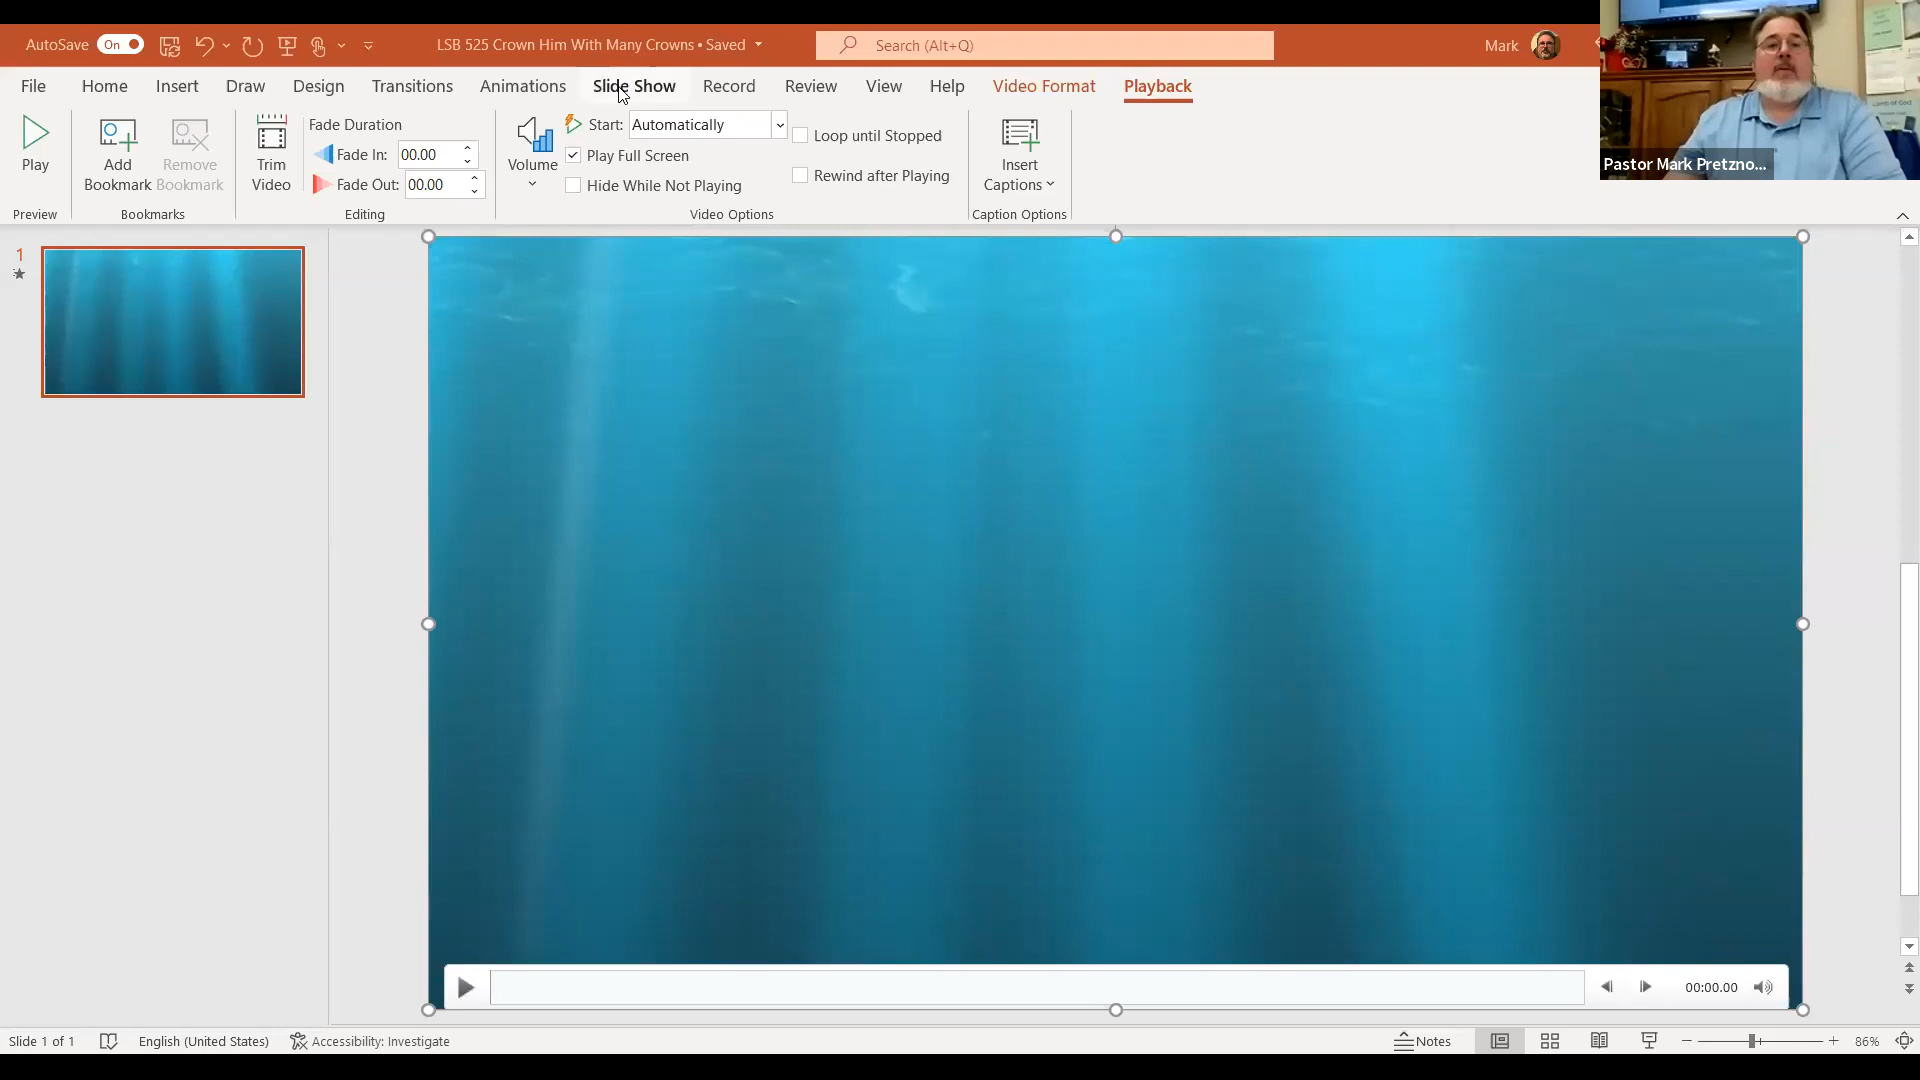 AutoSave On LSB 525 Crown Him With Many Crowns • Saved Search (Alt+Q) Mark
File Home Insert Draw Design Transitions Animations Slide Show Record Review View Help Video Format Playback
Play
Preview
Add
Bookmark
Remove
Bookmark
Bookmarks
Trim
Video
Fade Duration
Fade In: 00.00
Fade Out: 00.00
Editing
Volume
Start: Automatically
Play Full Screen
Hide While Not Playing
Loop until Stopped
Rewind after Playing
Video Options
Insert
Captions
Caption Options
Pastor Mark Pretzno...
1
00:00.00
Slide 1 of 1 English (United States) Accessibility: Investigate Notes 86%